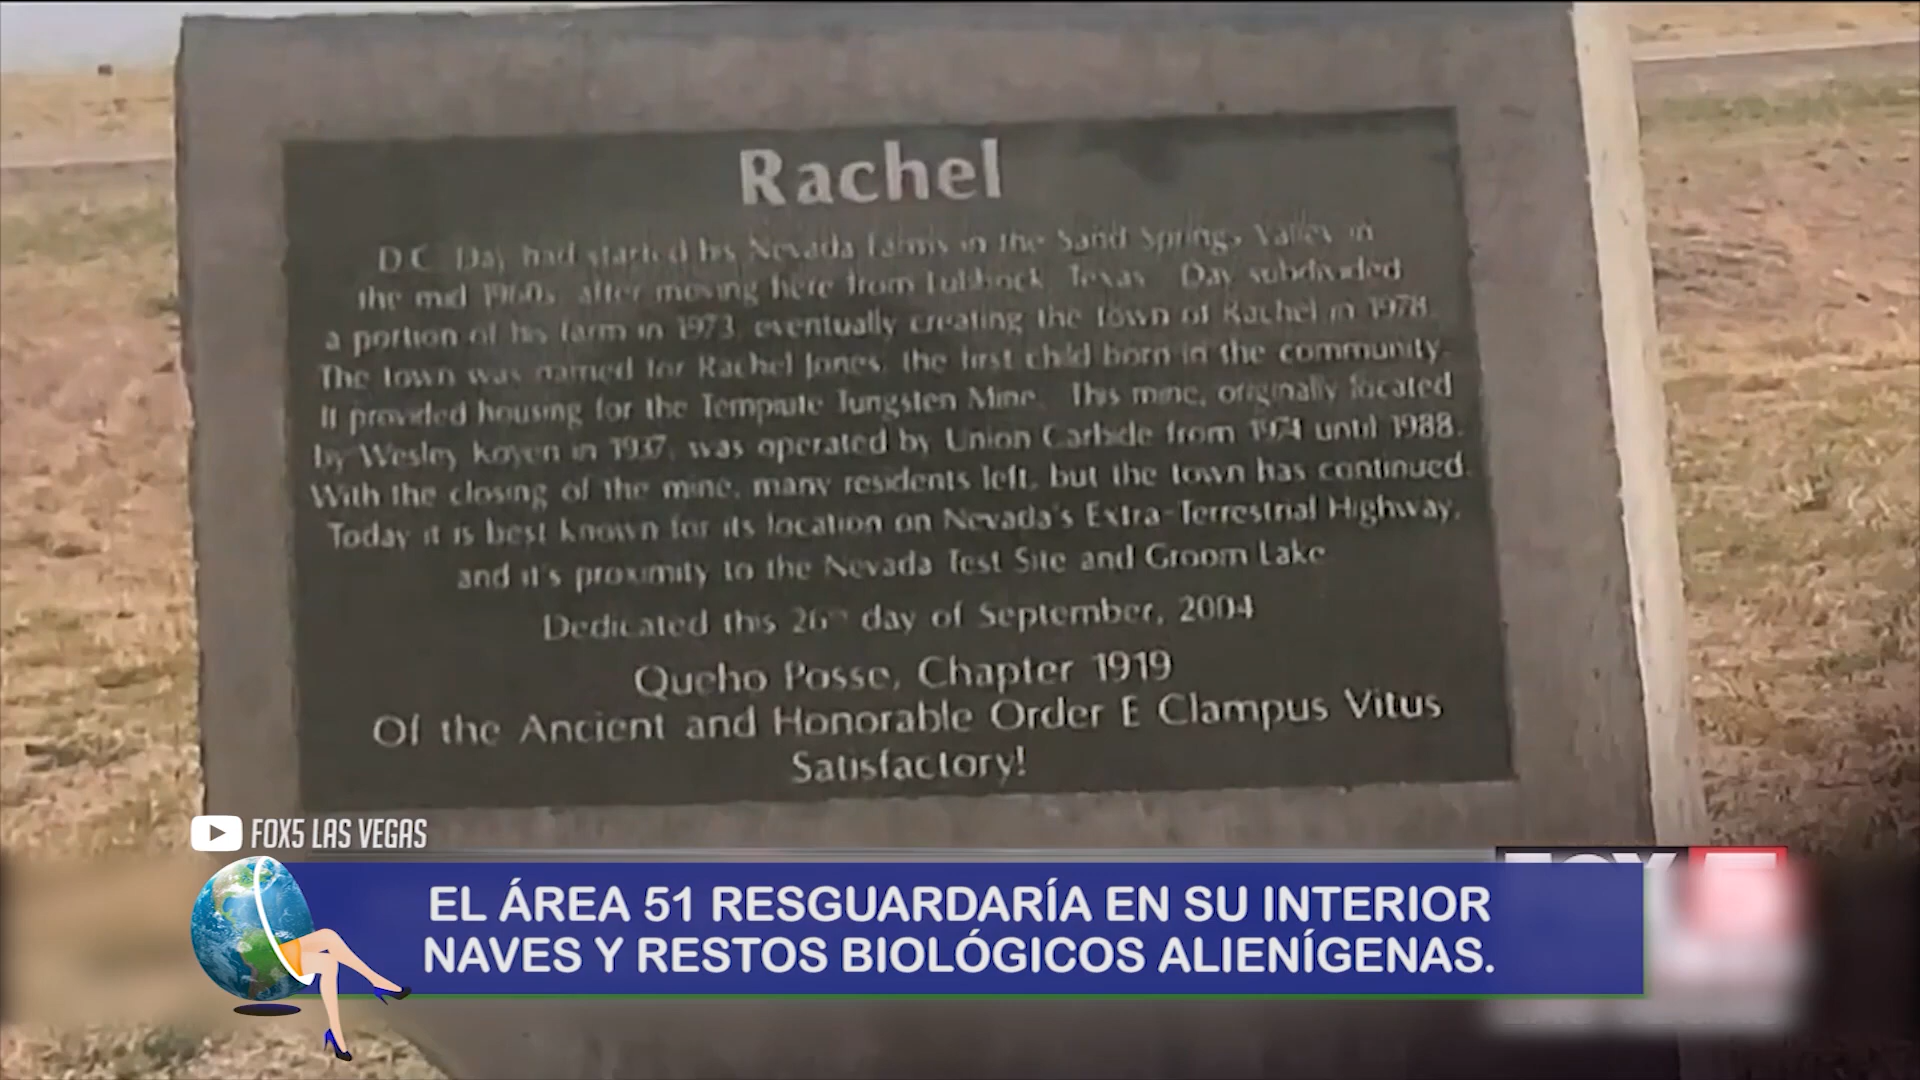 Rachel
D.C. Day had started his Nevada farms in the Sand Springs Valley in
the mid 1960s, after moving here from Lubbock, Texas. Day subdivided
a portion of his farm in 1973, eventually creating the town of Rachel in 1978.
The town was named for Rachel Jones, the first child born in the community.
It provided housing for the Tempiute Tungsten Mine. This mine, originally located
by Wesley Koyen in 1937, was operated by Union Carbide from 1974 until 1988.
With the closing of the mine, many residents left, but the town has continued.
Today it is best known for its location on Nevada's Extra-Terrestrial Highway,
and it's proximity to the Nevada Test Site and Groom Lake
Dedicated this 26th day of September, 2004
Queho Posse, Chapter 1919
Of the Ancient and Honorable Order E Clampus Vitus
Satisfactory!
FOX5 LAS VEGAS
EL ÁREA 51 RESGUARDARÍA EN SU INTERIOR
NAVES Y RESTOS BIOLÓGICOS ALIENÍGENAS.